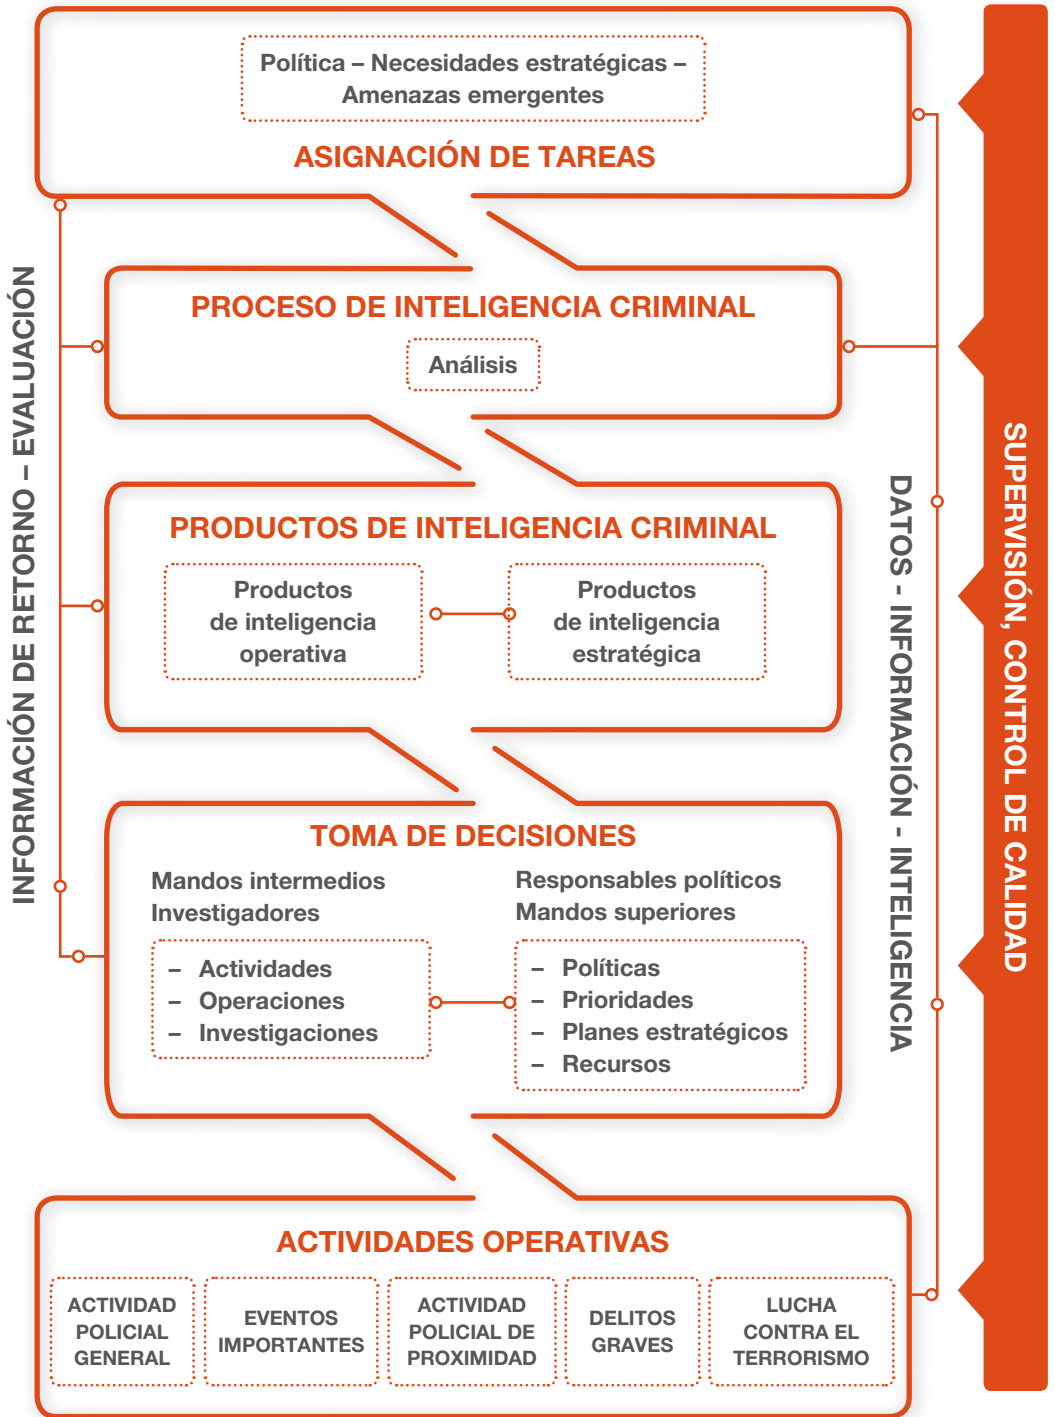 Política – Necesidades estratégicas –
Amenazas emergentes
ASIGNACIÓN DE TAREAS
PROCESO DE INTELIGENCIA CRIMINAL
Análisis
PRODUCTOS DE INTELIGENCIA CRIMINAL
Productos
de inteligencia
operativa
Productos
de inteligencia
estratégica
TOMA DE DECISIONES
Mandos intermedios
Investigadores
– Actividades
– Operaciones
– Investigaciones
Responsables políticos
Mandos superiores
– Políticas
– Prioridades
– Planes estratégicos
– Recursos
ACTIVIDADES OPERATIVAS
ACTIVIDAD
POLICIAL
GENERAL
EVENTOS
IMPORTANTES
ACTIVIDAD
POLICIAL DE
PROXIMIDAD
DELITOS
GRAVES
LUCHA
CONTRA EL
TERRORISMO
INFORMACIÓN DE RETORNO – EVALUACIÓN
DATOS - INFORMACIÓN - INTELIGENCIA
SUPERVISIÓN, CONTROL DE CALIDAD